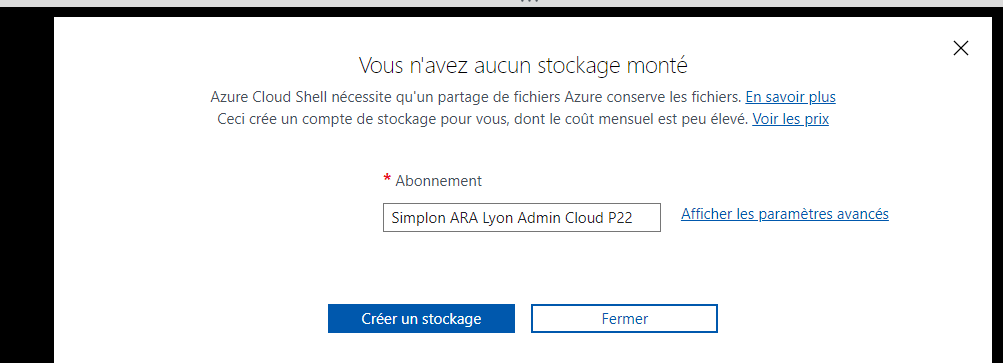 Vous n'avez aucun stockage monté
Azure Cloud Shell nécessite qu'un partage de fichiers Azure conserve les fichiers. En savoir plus
Ceci crée un compte de stockage pour vous, dont le coût mensuel est peu élevé. Voir les prix
* Abonnement
Simplon ARA Lyon Admin Cloud P22
Afficher les paramètres avancés
Créer un stockage
Fermer